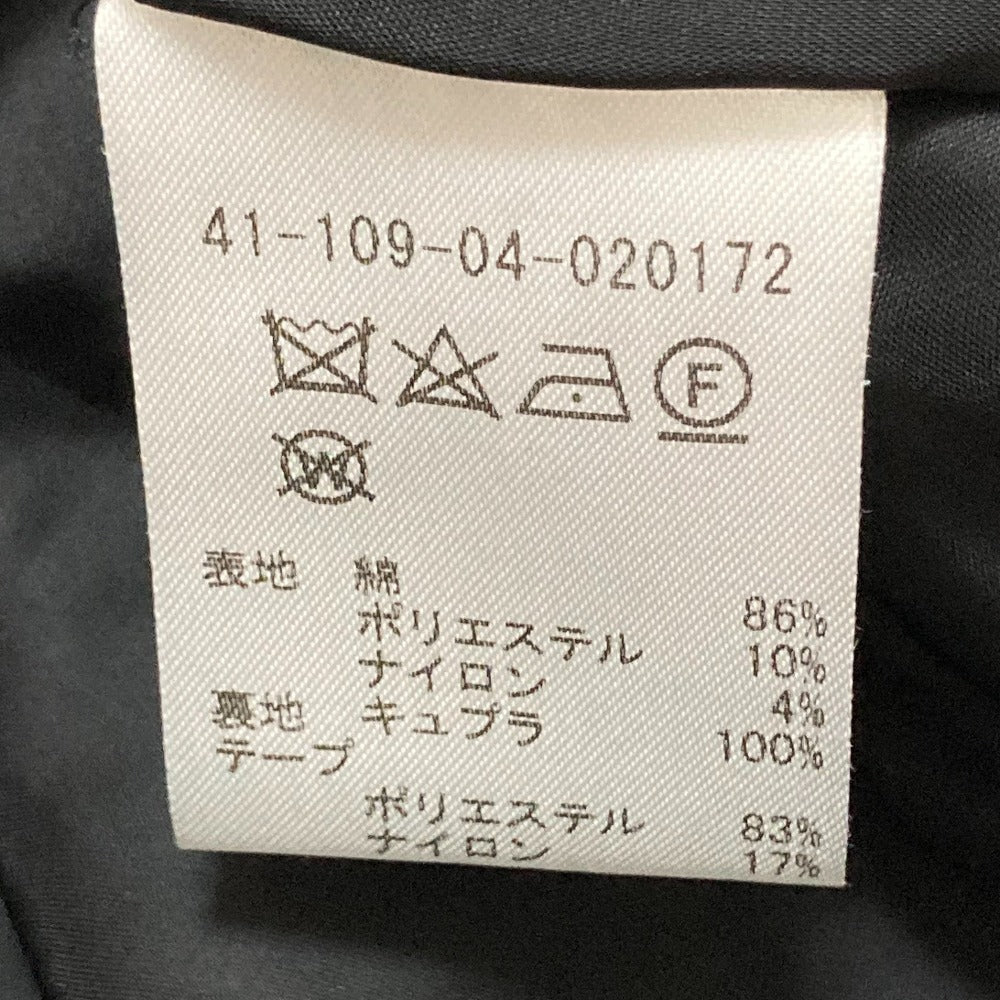 41-109-04-020172
F
W
表地 綿 86%
ポリエステル 10%
ナイロン 4%
裏地 キュプラ 100%
テープ
ポリエステル 83%
ナイロン 17%